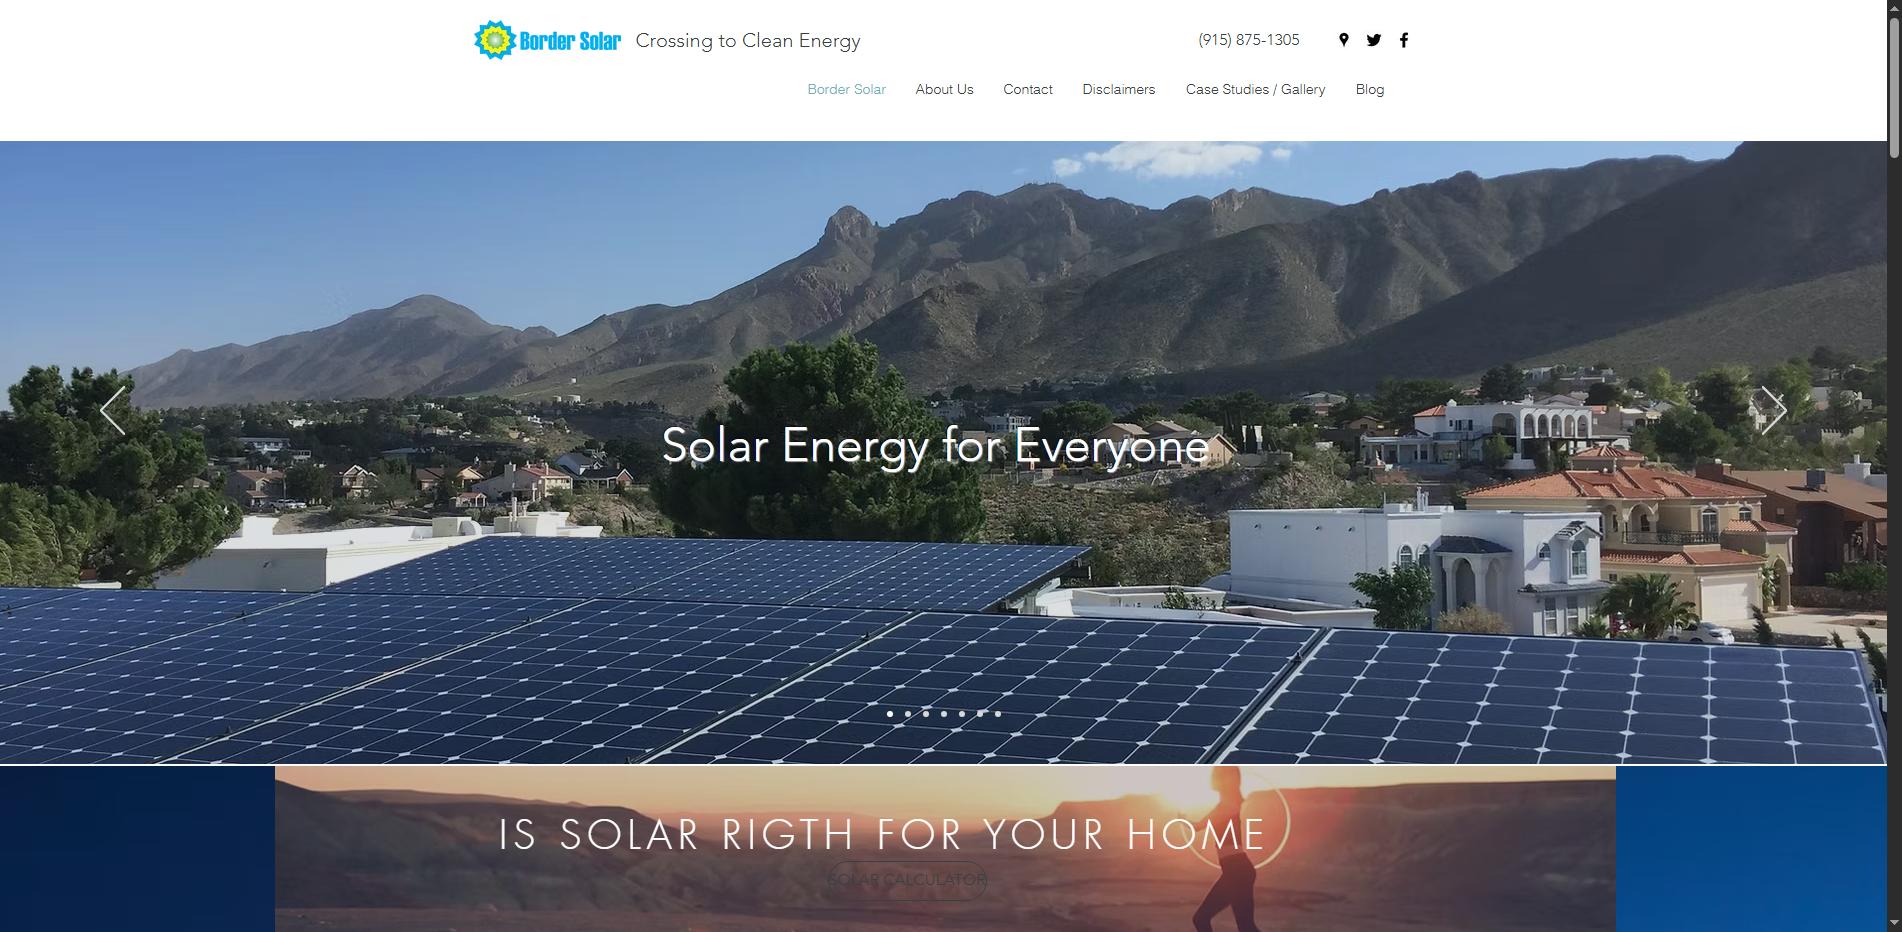 Border Solar
Crossing to Clean Energy
(915) 875-1305
Border Solar
About Us
Contact
Disclaimers
Case Studies / Gallery
Blog
Solar Energy for Everyone
IS SOLAR RIGTH FOR YOUR HOME
SOLAR CALCULATOR